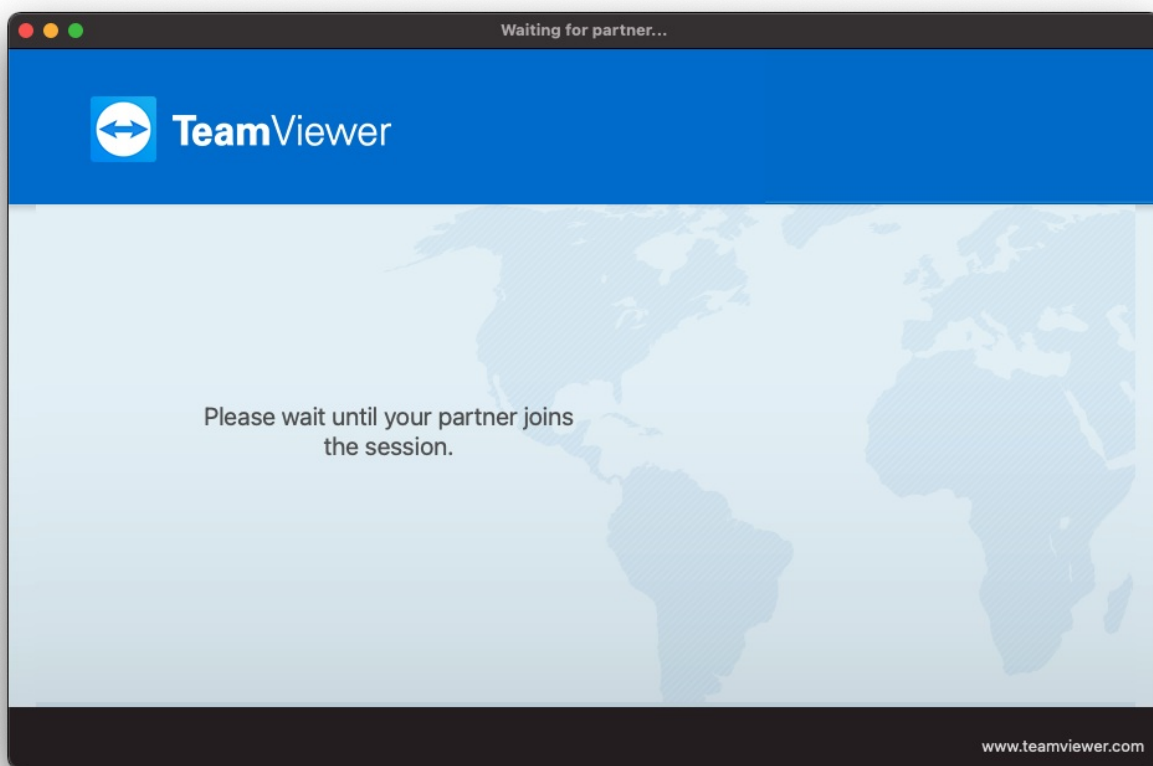 Waiting for partner...
TeamViewer
Please wait until your partner joins
the session.
www.teamviewer.com